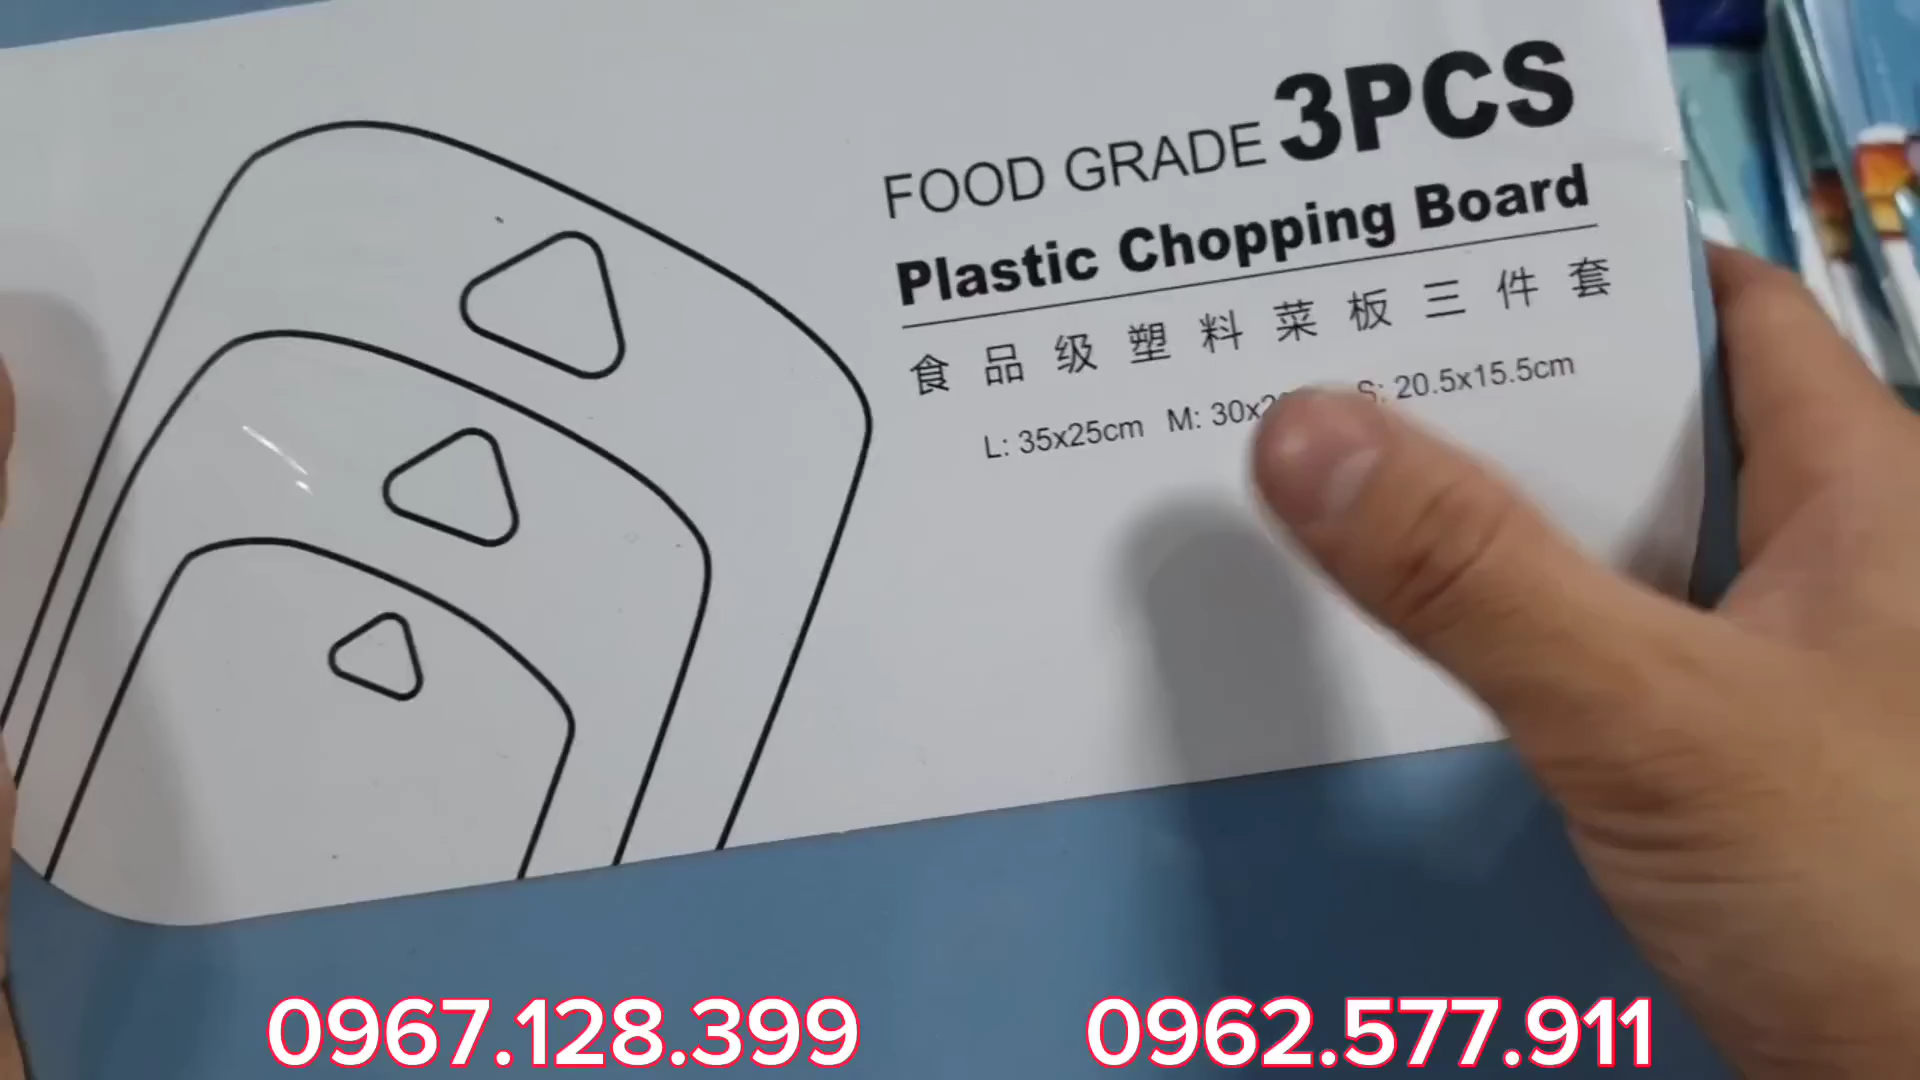 FOOD GRADE 3PCS
Plastic Chopping Board
食品级塑料菜板三件套
L: 35x25cm M: S: 20.5x15.5cm
0967.128.399 0962.577.911